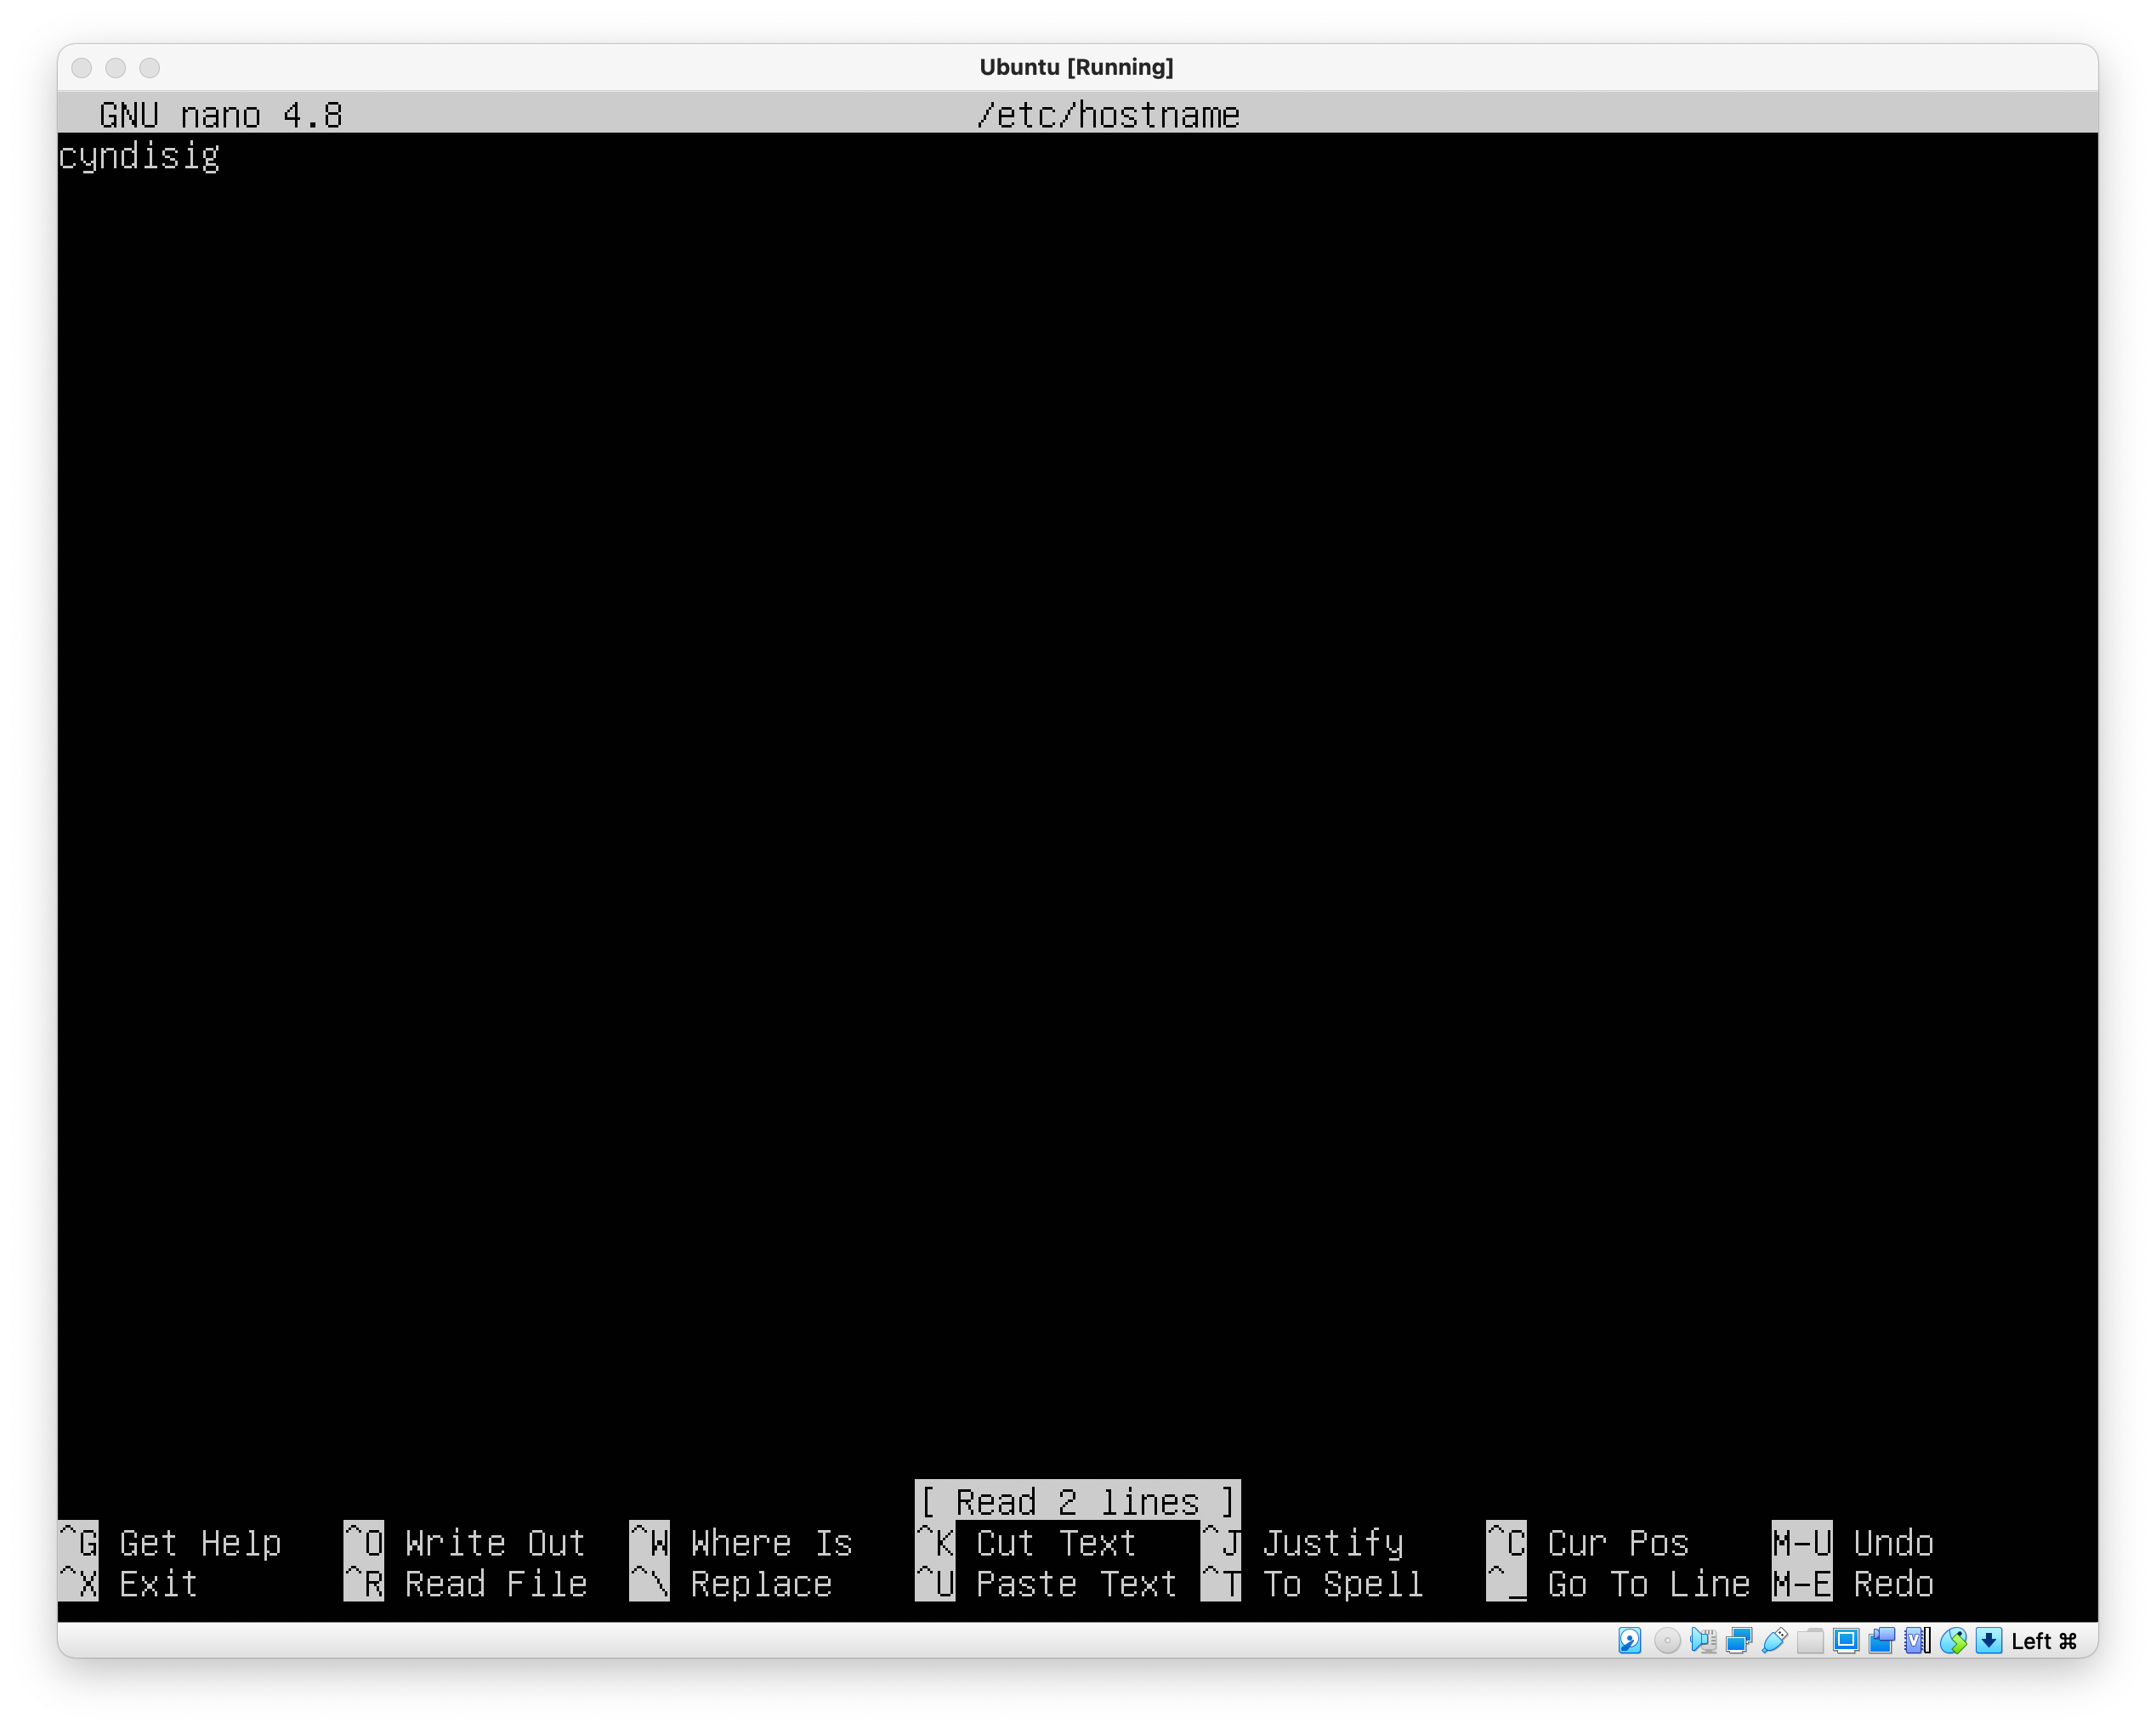 Ubuntu [Running]
GNU nano 4.8 /etc/hostname
cyndisig
[ Read 2 lines ]
^G Get Help ^O Write Out ^W Where Is ^K Cut Text ^J Justify ^C Cur Pos M-U Undo
^X Exit ^R Read File ^\ Replace ^U Paste Text ^T To Spell ^_ Go To Line M-E Redo
Left ⌘